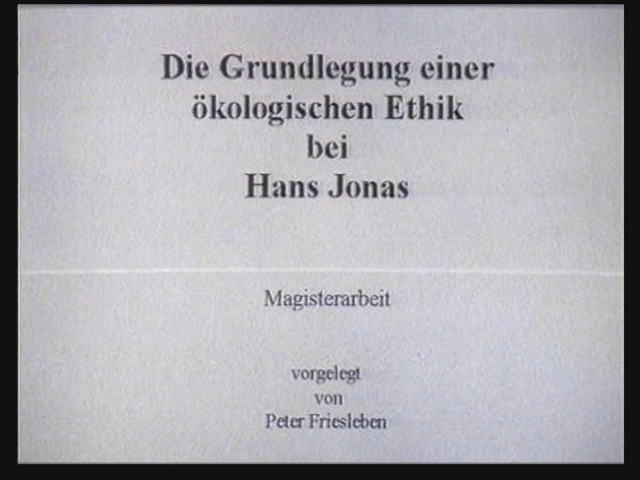 Die Grundlegung einer
ökologischen Ethik
bei
Hans Jonas
Magisterarbeit
vorgelegt
von
Peter Friesleben